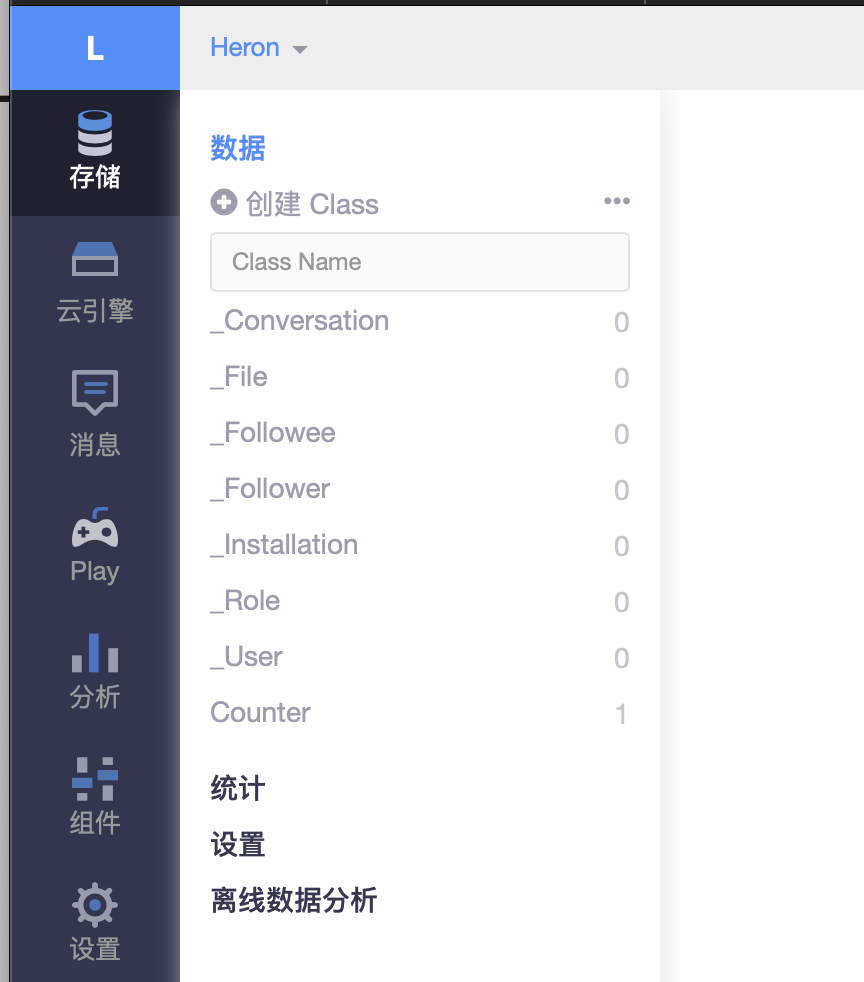 L
Heron
存储
云引擎
消息
Play
分析
组件
设置
数据
创建 Class
Class Name
_Conversation 0
_File 0
_Followee 0
_Follower 0
_Installation 0
_Role 0
_User 0
Counter 1
统计
设置
离线数据分析